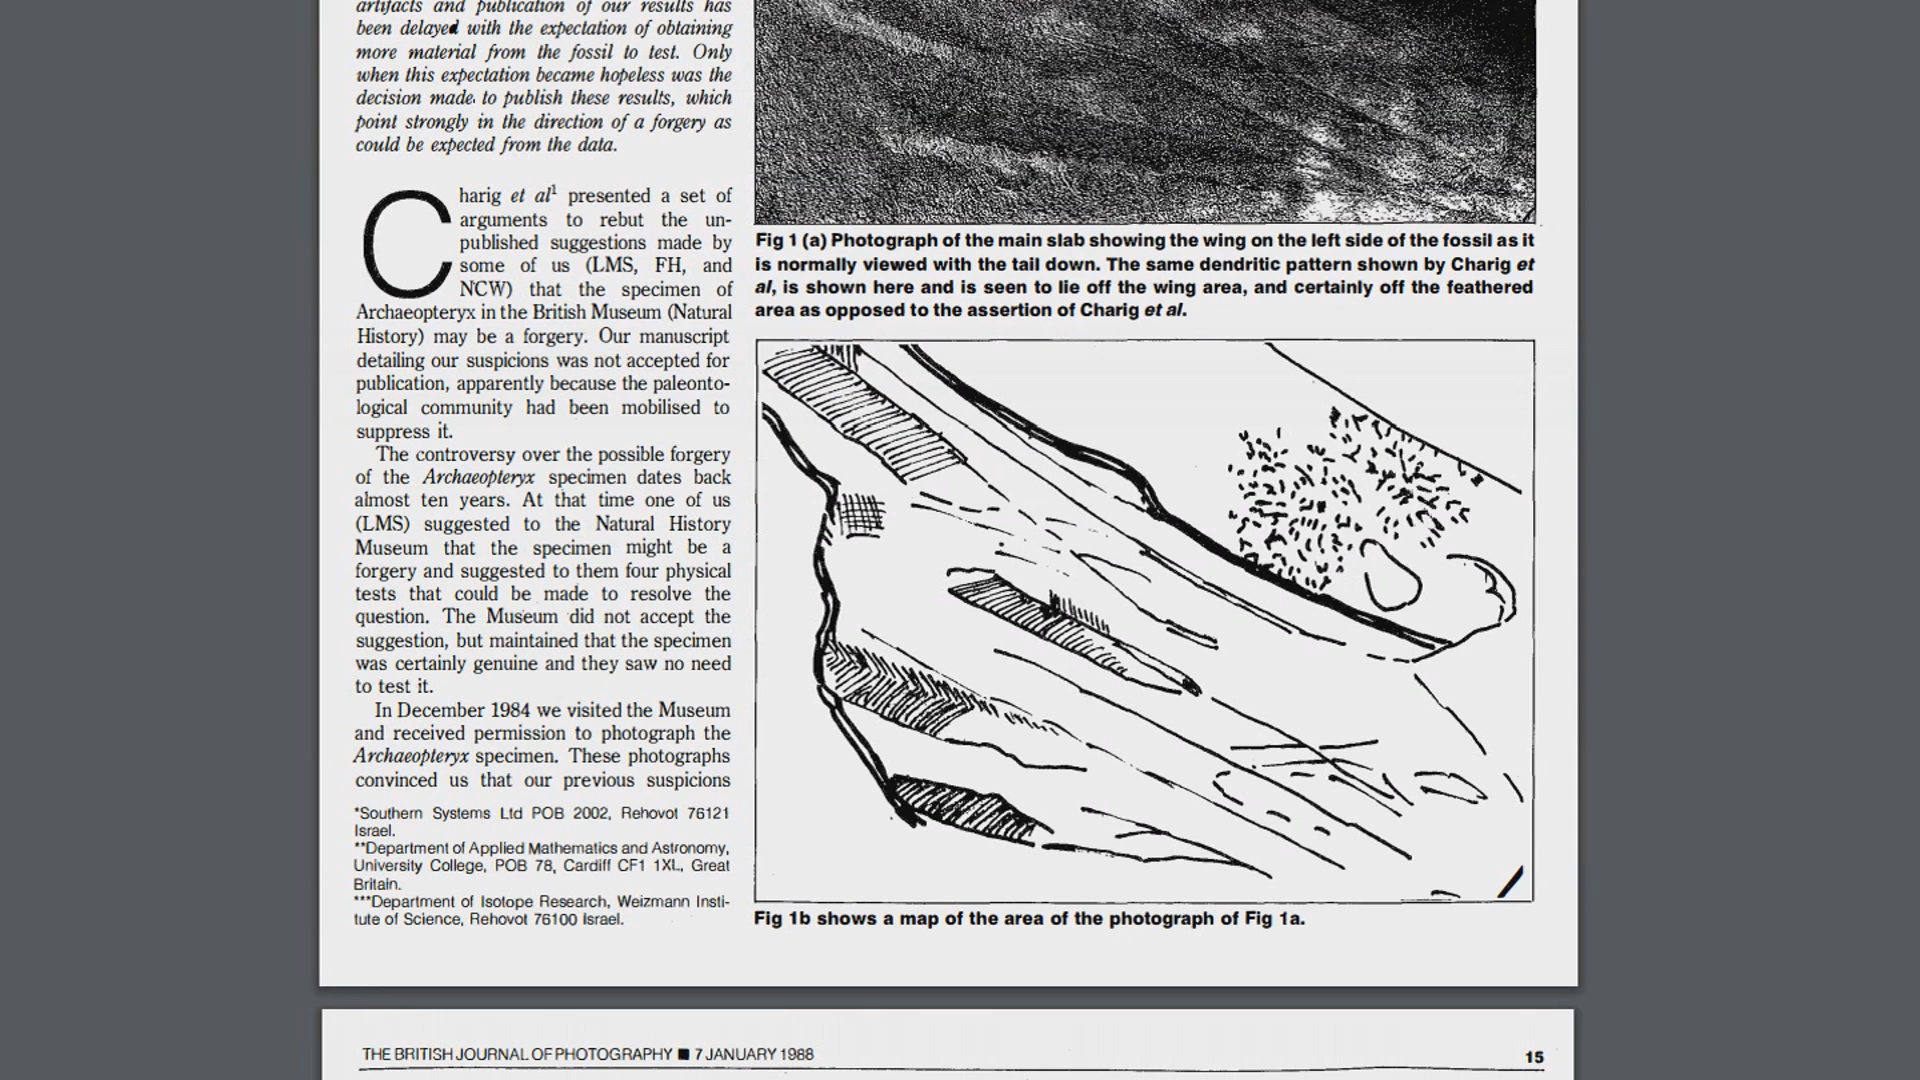 artifacts and publication of our results has
been delayed with the expectation of obtaining
more material from the fossil to test. Only
when this expectation became hopeless was the
decision made to publish these results, which
point strongly in the direction of a forgery as
could be expected from the data.
Charig et al¹ presented a set of
arguments to rebut the un-
published suggestions made by
some of us (LMS, FH, and
NCW) that the specimen of
Archaeopteryx in the British Museum (Natural
History) may be a forgery. Our manuscript
detailing our suspicions was not accepted for
publication, apparently because the paleonto-
logical community had been mobilised to
suppress it.
The controversy over the possible forgery
of the Archaeopteryx specimen dates back
almost ten years. At that time one of us
(LMS) suggested to the Natural History
Museum that the specimen might be a
forgery and suggested to them four physical
tests that could be made to resolve the
question. The Museum did not accept the
suggestion, but maintained that the specimen
was certainly genuine and they saw no need
to test it.
In December 1984 we visited the Museum
and received permission to photograph the
Archaeopteryx specimen. These photographs
convinced us that our previous suspicions
*Southern Systems Ltd POB 2002, Rehovot 76121
Israel.
**Department of Applied Mathematics and Astronomy,
University College, POB 78, Cardiff CF1 1XL, Great
Britain.
***Department of Isotope Research, Weizmann Insti-
tute of Science, Rehovot 76100 Israel.
Fig 1 (a) Photograph of the main slab showing the wing on the left side of the fossil as it
is normally viewed with the tail down. The same dendritic pattern shown by Charig et
al, is shown here and is seen to lie off the wing area, and certainly off the feathered
area as opposed to the assertion of Charig et al.
Fig 1b shows a map of the area of the photograph of Fig 1a.
THE BRITISH JOURNAL OF PHOTOGRAPHY ■ 7 JANUARY 1988
15